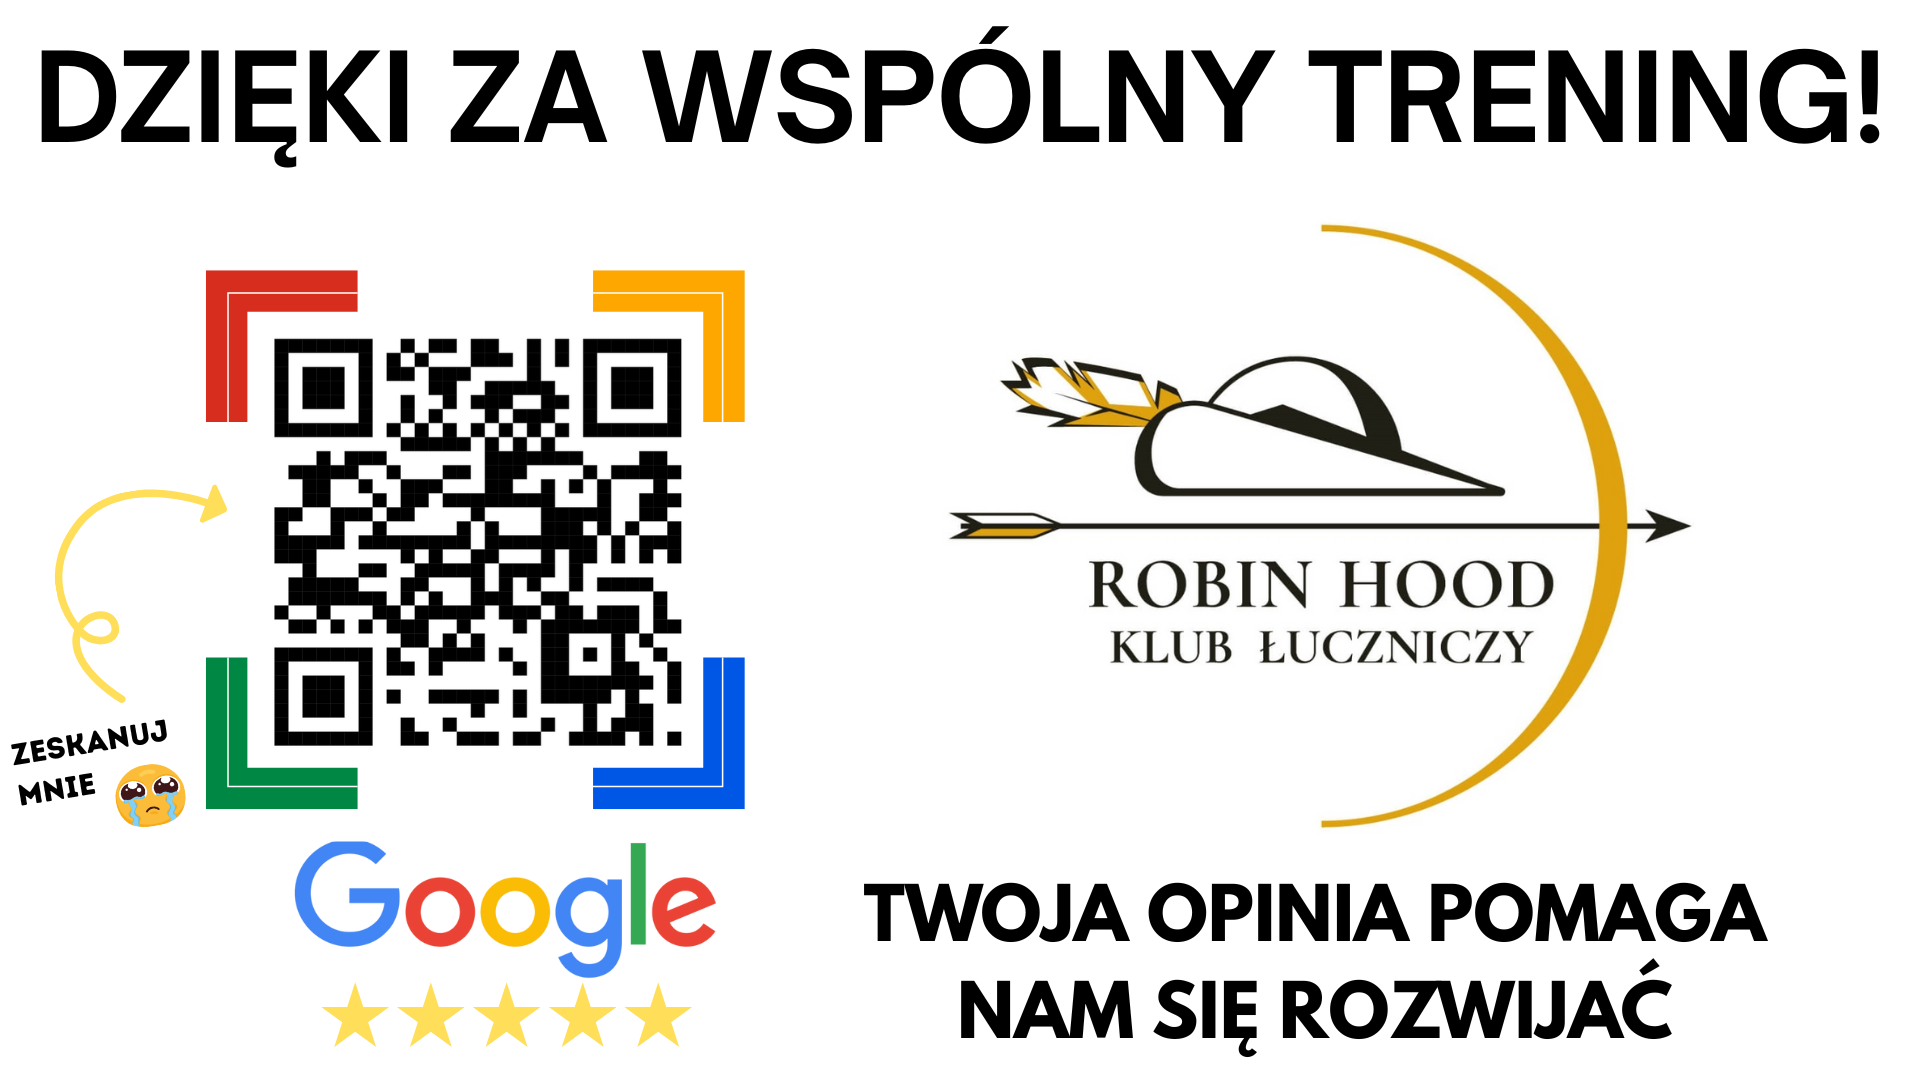 DZIĘKI ZA WSPÓLNY TRENING!
ROBIN HOOD
KLUB ŁUCZNICZY
ZESKANUJ
MNIE
Google
TWOJA OPINIA POMAGA
NAM SIĘ ROZWIJAĆ